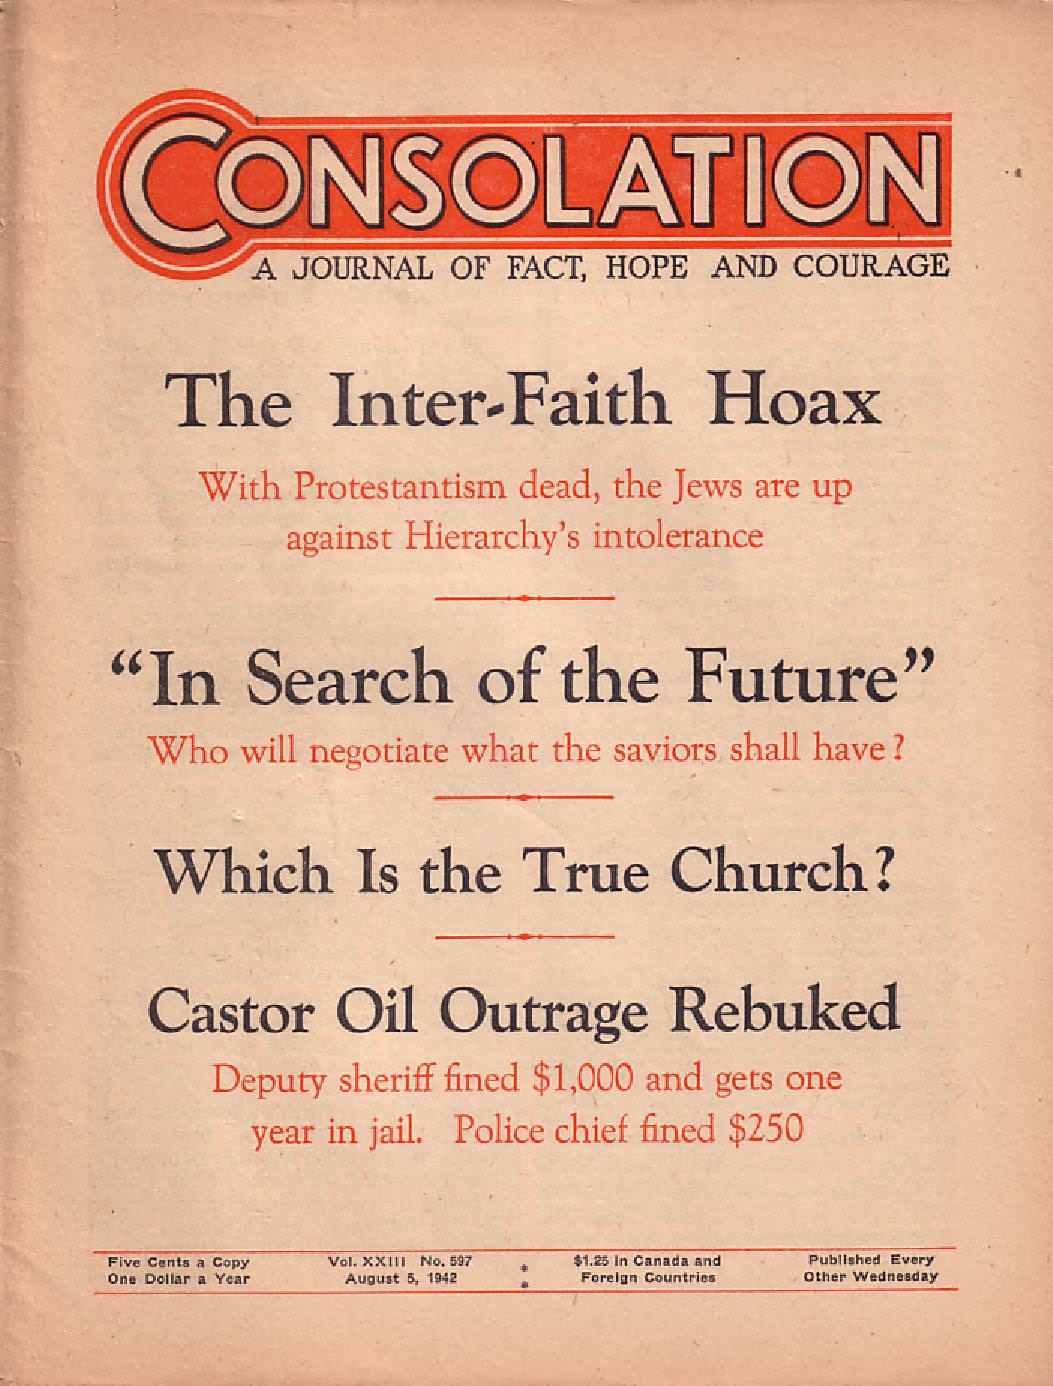 CONSOLATION
A JOURNAL OF FACT, HOPE AND COURAGE
The Inter-Faith Hoax
With Protestantism dead, the Jews are up
against Hierarchy's intolerance
“In Search of the Future”
Who will negotiate what the saviors shall have?
Which Is the True Church?
Castor Oil Outrage Rebuked
Deputy sheriff fined $1,000 and gets one
year in jail. Police chief fined $250
Five Cents a Copy
One Dollar a Year
Vol. XXIII No. 597
August 5, 1942
$1.25 in Canada and
Foreign Countries
Published Every
Other Wednesday